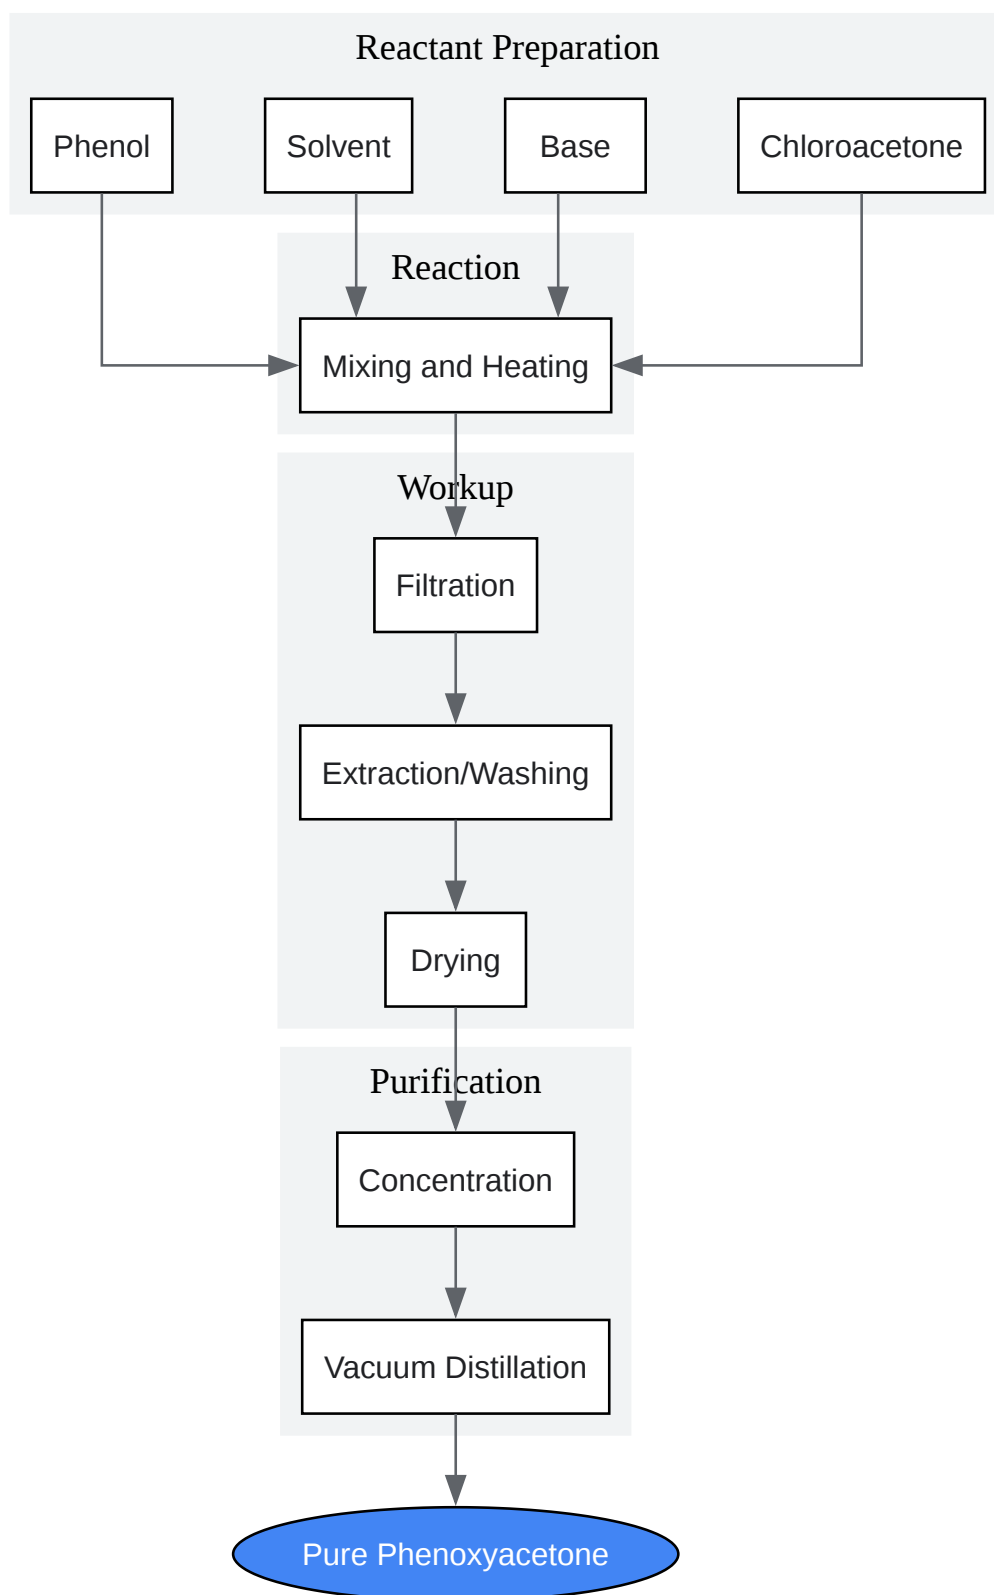 Reactant Preparation
Phenol
Solvent
Base
Chloroacetone
Reaction
Mixing and Heating
Workup
Filtration
Extraction/Washing
Drying
Purification
Concentration
Vacuum Distillation
Pure Phenoxyacetone